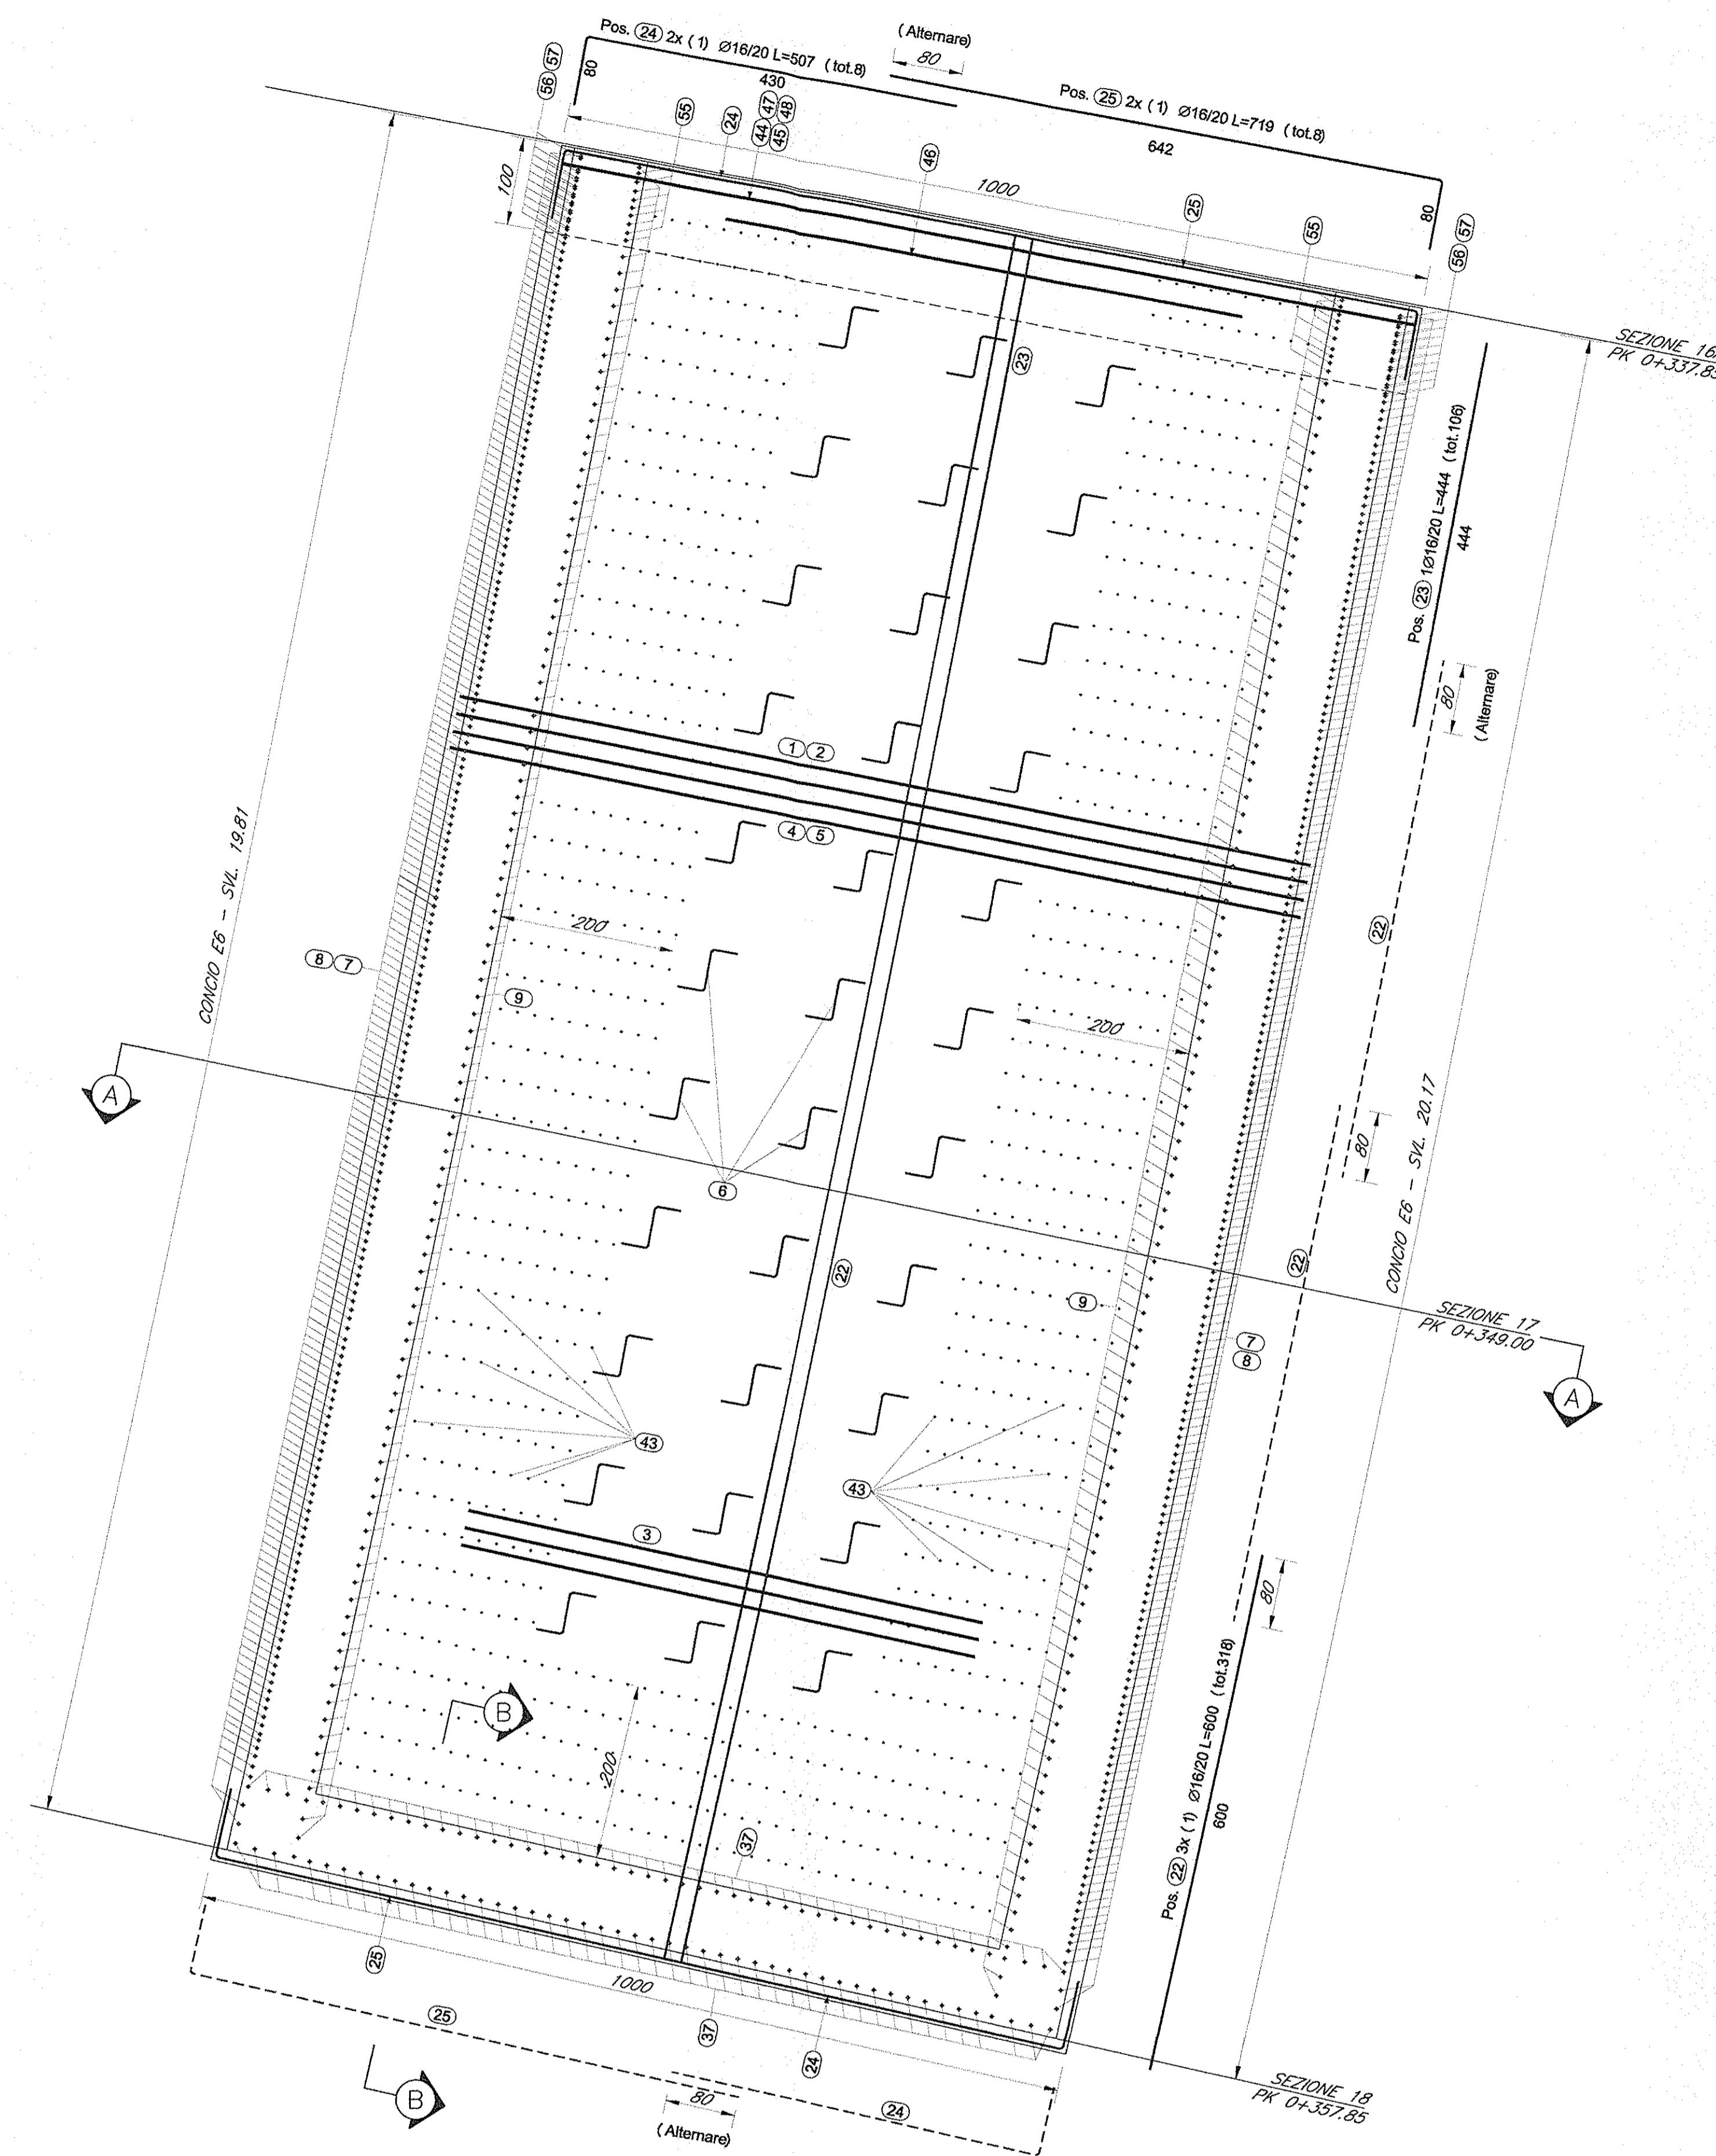 (Alternare)
80
Pos. 24 2x (1) Ø16/20 L=507 (tot.8)
430
80
56 57
Pos. 25 2x (1) Ø16/20 L=719 (tot.8)
642
80
55
24
44 47
45 48
46
1000
25
55
56 57
100
23
SEZIONE 16
PK 0+337.8
Pos. 23 1Ø16/20 L=444 (tot.106)
444
80
(Alternare)
1 2
4 5
CONCIO E6 - SVL. 19.81
200
22
8 7
9
200
A
80
6
CONCIO E6 - SVL. 20.17
22
22
9
SEZIONE 17
PK 0+349.00
7
8
A
43
43
3
80
B
200
Pos. 22 3x (1) Ø16/20 L=600 (tot.318)
600
37
25
1000
25
37
24
B
80
(Alternare)
24
SEZIONE 18
PK 0+357.85